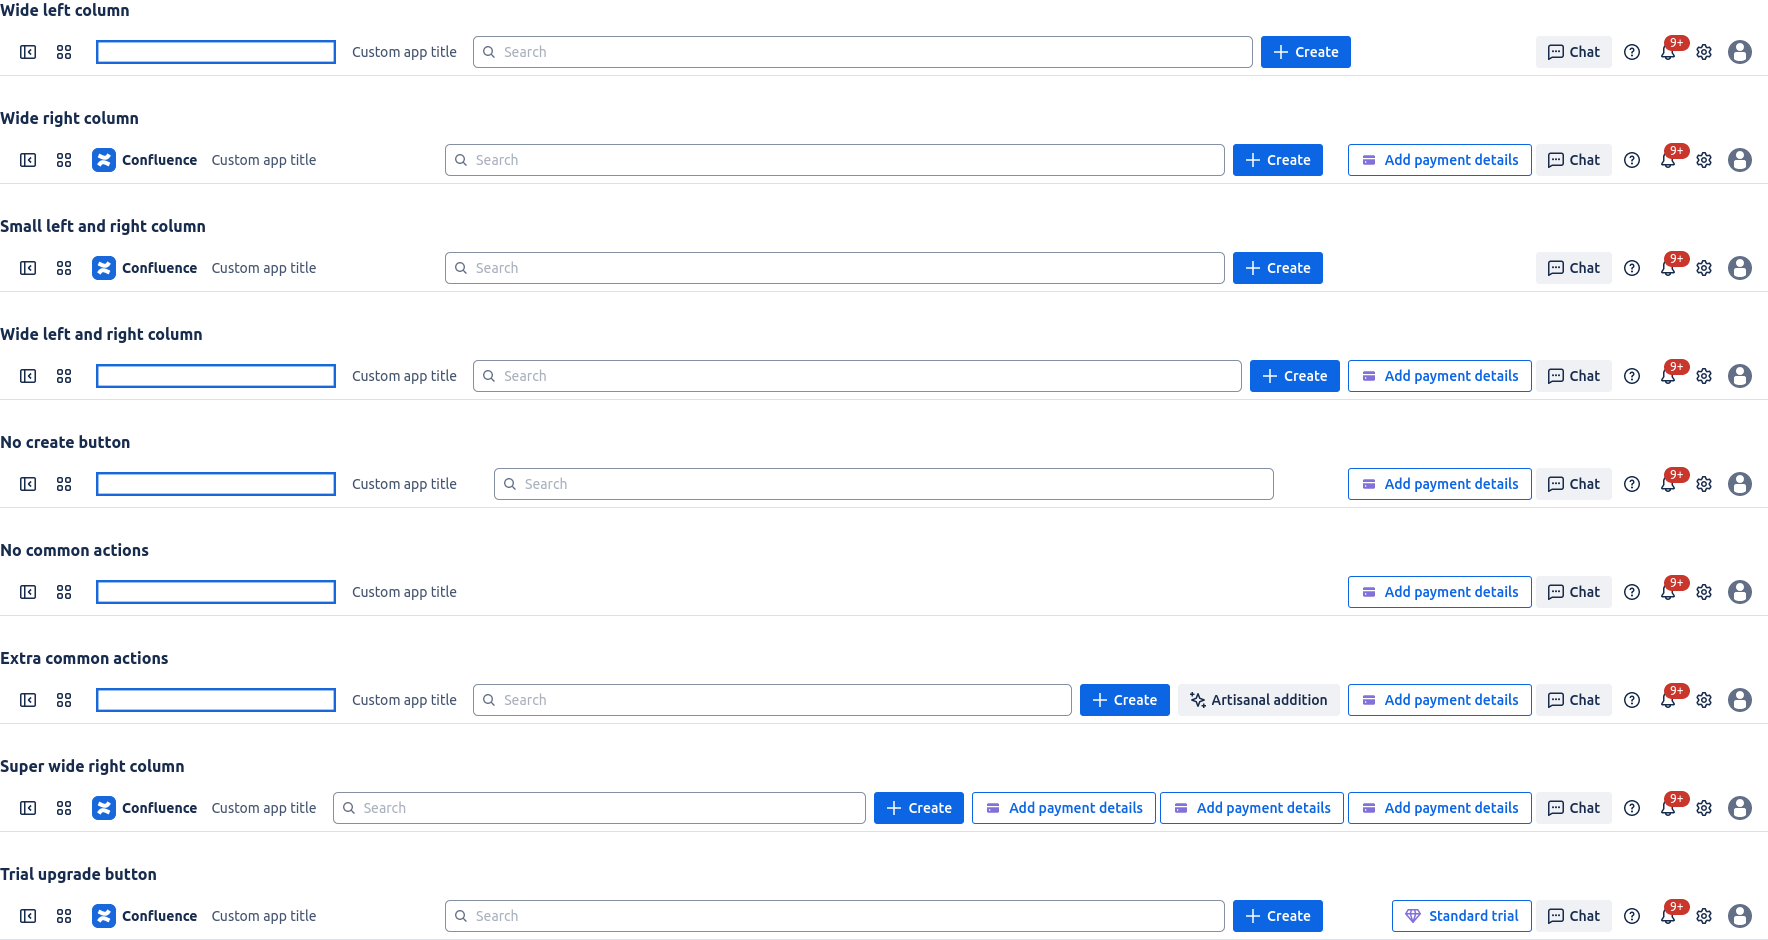 Wide left column
Custom app title Search Create Chat 9+
Wide right column
Confluence Custom app title Search Create Add payment details Chat 9+
Small left and right column
Confluence Custom app title Search Create Chat 9+
Wide left and right column
Custom app title Search Create Add payment details Chat 9+
No create button
Custom app title Search Add payment details Chat 9+
No common actions
Custom app title Add payment details Chat 9+
Extra common actions
Custom app title Search Create Artisanal addition Add payment details Chat 9+
Super wide right column
Confluence Custom app title Search Create Add payment details Add payment details Add payment details Chat 9+
Trial upgrade button
Confluence Custom app title Search Create Standard trial Chat 9+